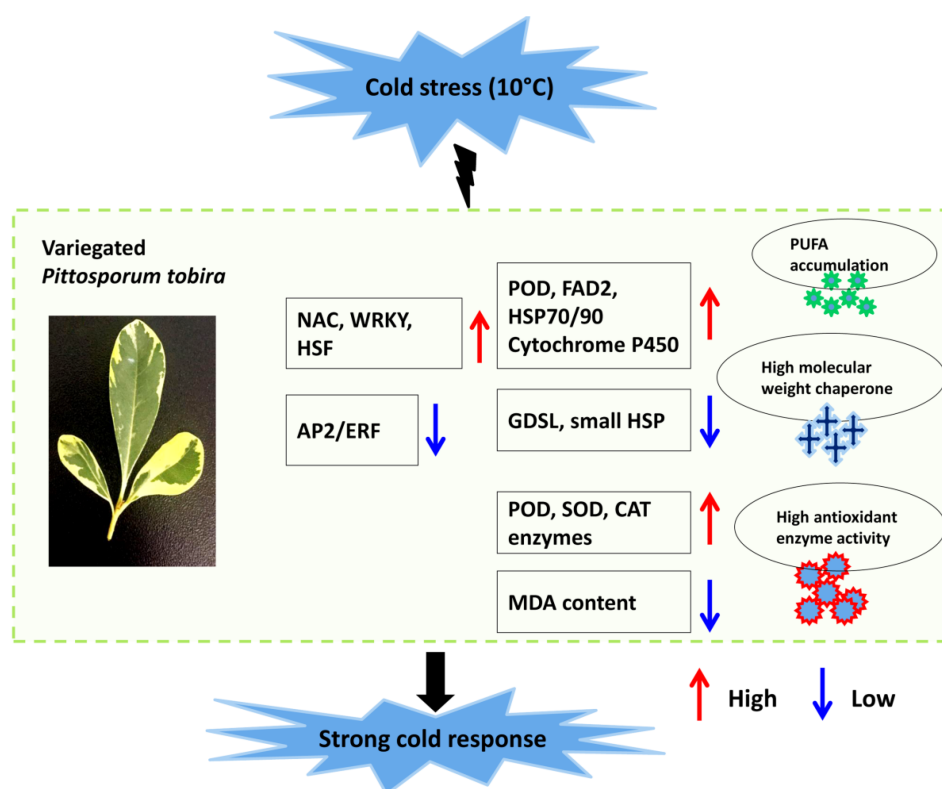 Cold stress (10°C)
Variegated
Pittosporum tobira
NAC, WRKY,
HSF
AP2/ERF
POD, FAD2,
HSP70/90
Cytochrome P450
GDSL, small HSP
POD, SOD, CAT
enzymes
MDA content
PUFA
accumulation
High molecular
weight chaperone
High antioxidant
enzyme activity
High
Low
Strong cold response